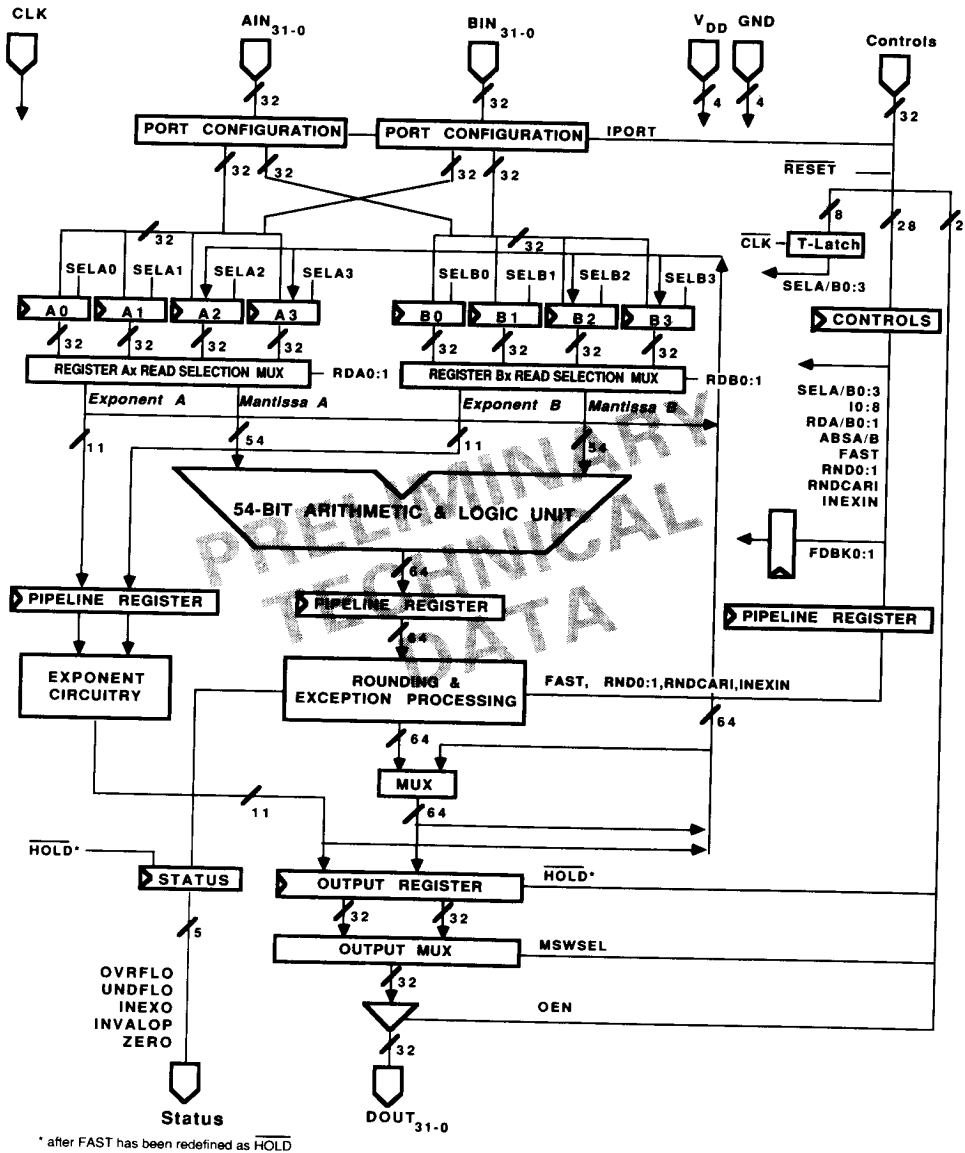 CLK
AIN31-0
BIN31-0
VDD GND
Controls
32
32
4
4
32
PORT CONFIGURATION
PORT CONFIGURATION
IPORT
RESET
32
32
32
32
8
28
2
CLK
T-Latch
SELA/B0:3
32
32
SELA0
SELA1
SELA2
SELA3
SELB0
SELB1
SELB2
SELB3
A0
A1
A2
A3
B0
B1
B2
B3
CONTROLS
32
32
32
32
32
32
32
32
REGISTER Ax READ SELECTION MUX
RDA0:1
REGISTER Bx READ SELECTION MUX
RDB0:1
Exponent A
Mantissa A
Exponent B
Mantissa B
SELA/B0:3
I0:8
RDA/B0:1
ABSA/B
FAST
RND0:1
RNDCARI
INEXIN
11
54
11
54
54-BIT ARITHMETIC & LOGIC UNIT
PRELIMINARY
TECHNICAL
DATA
FDBK0:1
64
PIPELINE REGISTER
PIPELINE REGISTER
PIPELINE REGISTER
64
EXPONENT
CIRCUITRY
ROUNDING &
EXCEPTION PROCESSING
FAST, RND0:1,RNDCARI,INEXIN
64
64
MUX
11
64
HOLD*
STATUS
OUTPUT REGISTER
HOLD*
5
32
32
OUTPUT MUX
MSWSEL
OVRFLO
UNDFLO
INEXO
INVALOP
ZERO
32
OEN
32
Status
DOUT31-0
* after FAST has been redefined as HOLD